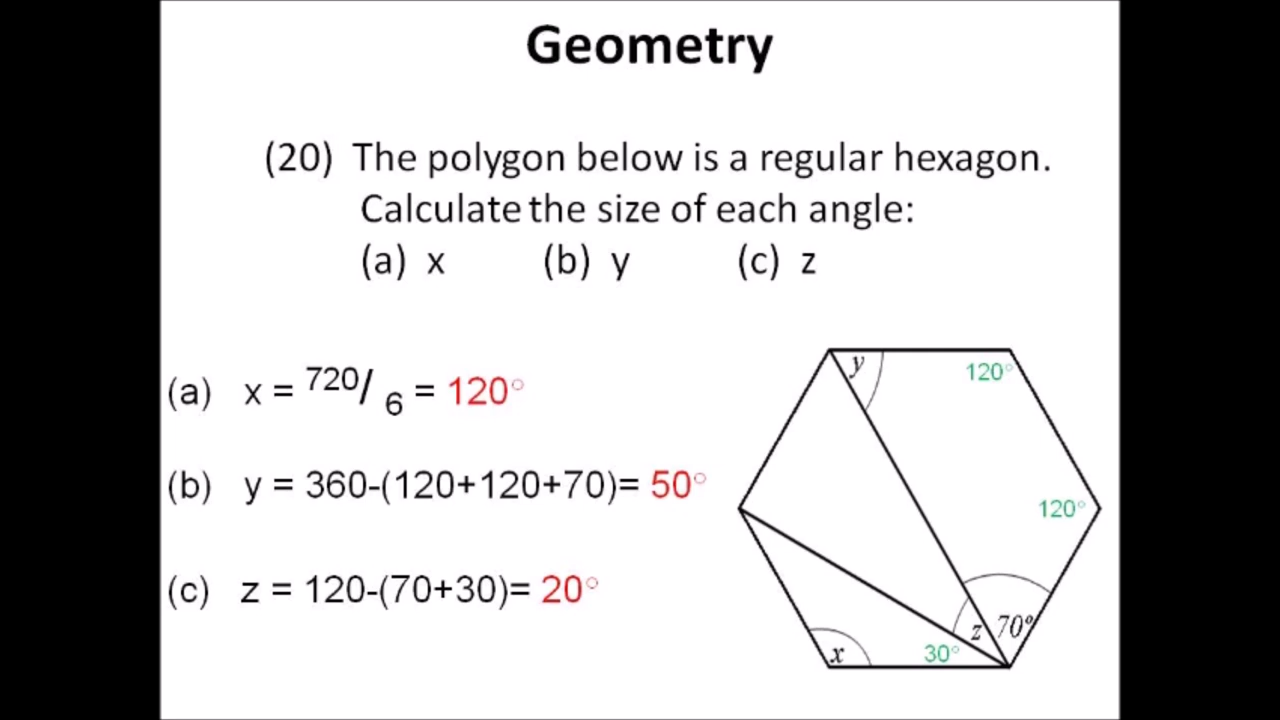 Geometry
(20) The polygon below is a regular hexagon.
Calculate the size of each angle:
(a) x (b) y (c) z
(a) x = 720/ 6 = 120°
(b) y = 360-(120+120+70)= 50°
(c) z = 120-(70+30)= 20°
y
120°
120°
z
70°
30°
x